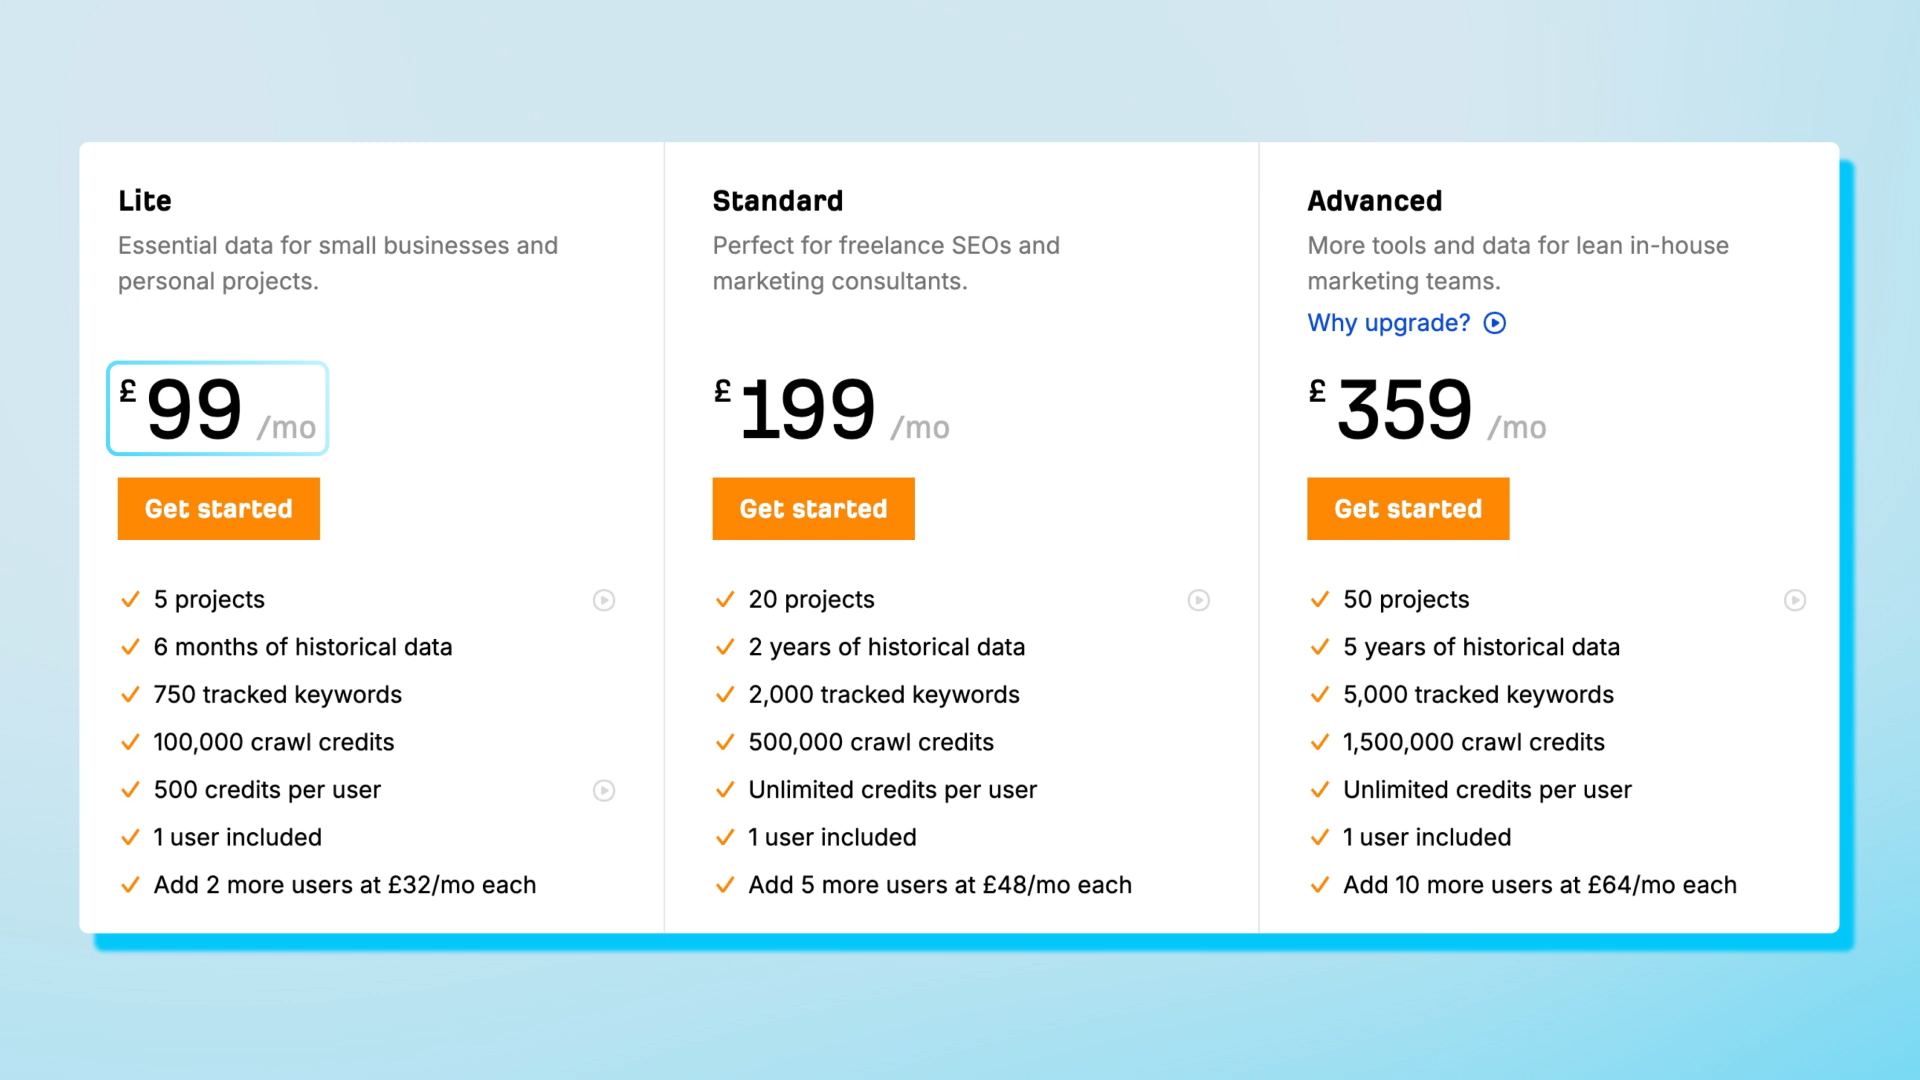 Lite
Essential data for small businesses and
personal projects.
£ 99 /mo
Get started
5 projects
6 months of historical data
750 tracked keywords
100,000 crawl credits
500 credits per user
1 user included
Add 2 more users at £32/mo each
Standard
Perfect for freelance SEOs and
marketing consultants.
£ 199 /mo
Get started
20 projects
2 years of historical data
2,000 tracked keywords
500,000 crawl credits
Unlimited credits per user
1 user included
Add 5 more users at £48/mo each
Advanced
More tools and data for lean in-house
marketing teams.
Why upgrade?
£ 359 /mo
Get started
50 projects
5 years of historical data
5,000 tracked keywords
1,500,000 crawl credits
Unlimited credits per user
1 user included
Add 10 more users at £64/mo each